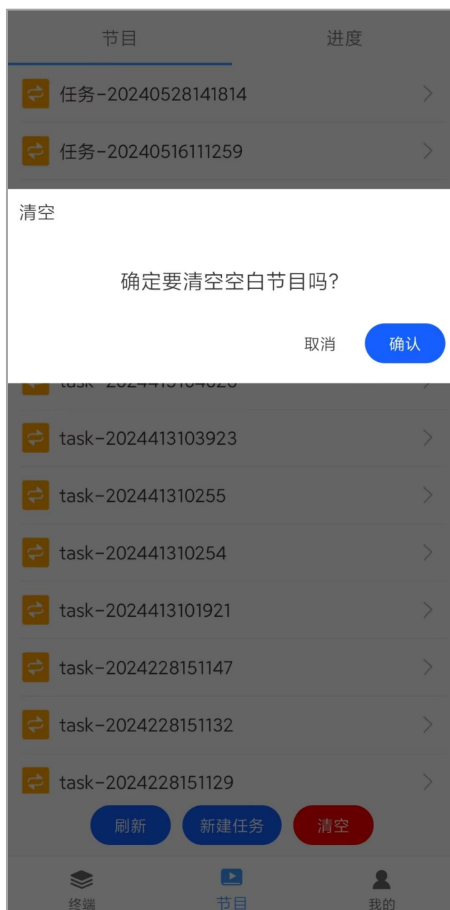 节目
进度
任务-20240528141814
任务-20240516111259
清空
确定要清空空白节目吗?
取消
确认
task-2024413103923
task-202441310255
task-202441310254
task-2024413101921
task-2024228151147
task-2024228151132
task-2024228151129
刷新
新建任务
清空
终端
节目
我的